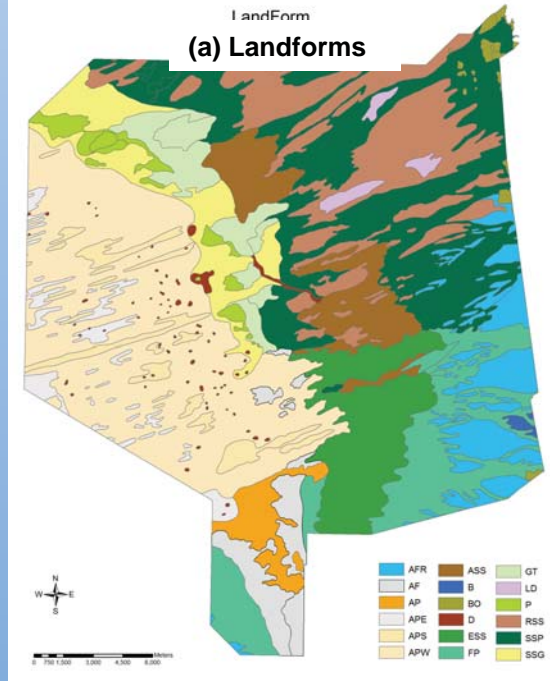 LandForm
(a) Landforms
N
W E
S
0 750 1,500 3,000 4,500 6,000 Meters
AFR ASS GT
AF B LD
AP BO P
APE D RSS
APS ESS SSP
APW FP SSG